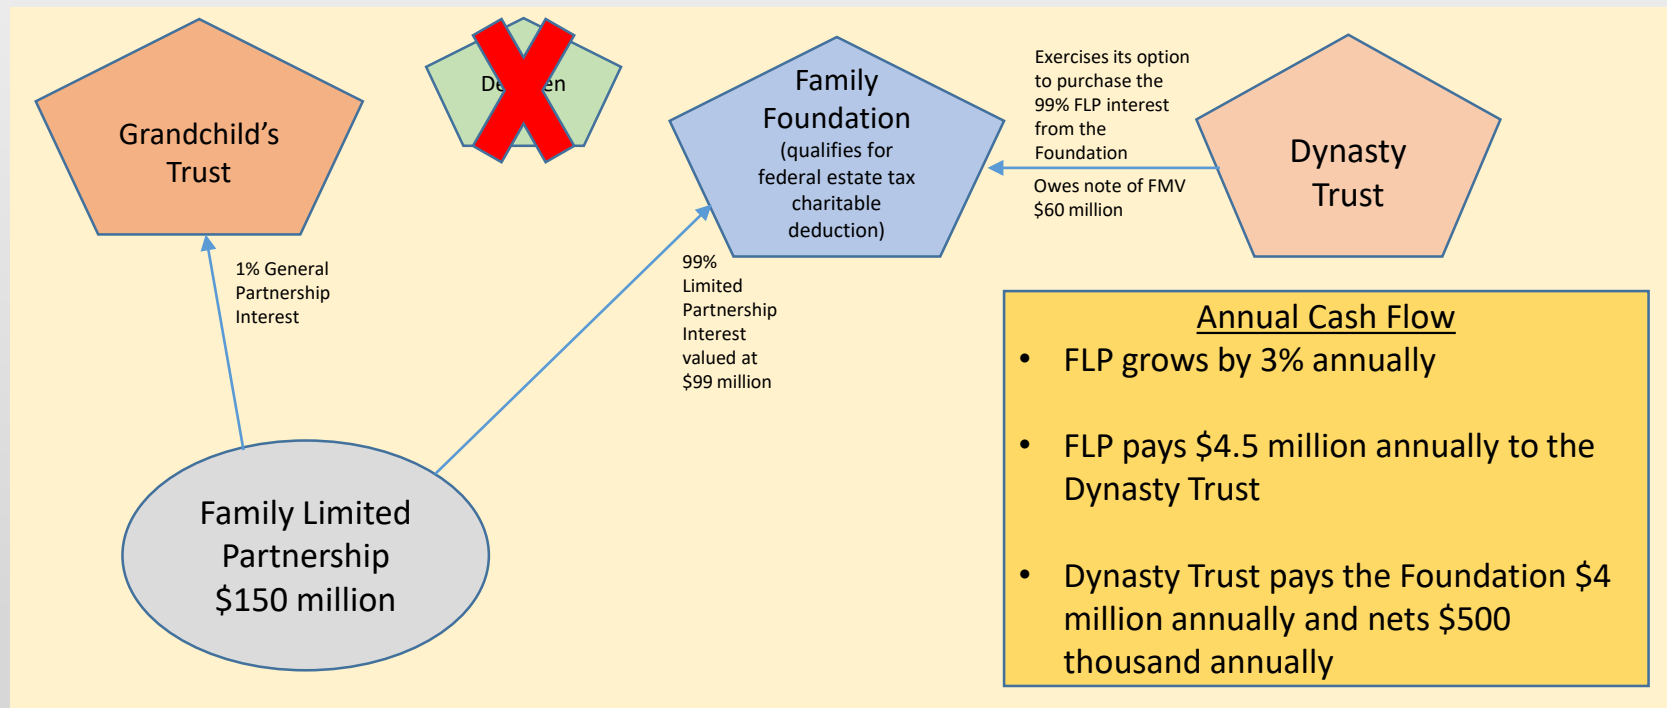 Grandchild's
Trust
Family
Foundation
(qualifies for
federal estate tax
charitable
deduction)
Exercises its option
to purchase the
99% FLP interest
from the
Foundation
Owes note of FMV
$60 million
Dynasty
Trust
1% General
Partnership
Interest
99%
Limited
Partnership
Interest
valued at
$99 million
Family Limited
Partnership
$150 million
Annual Cash Flow
• FLP grows by 3% annually
• FLP pays $4.5 million annually to the
Dynasty Trust
• Dynasty Trust pays the Foundation $4
million annually and nets $500
thousand annually